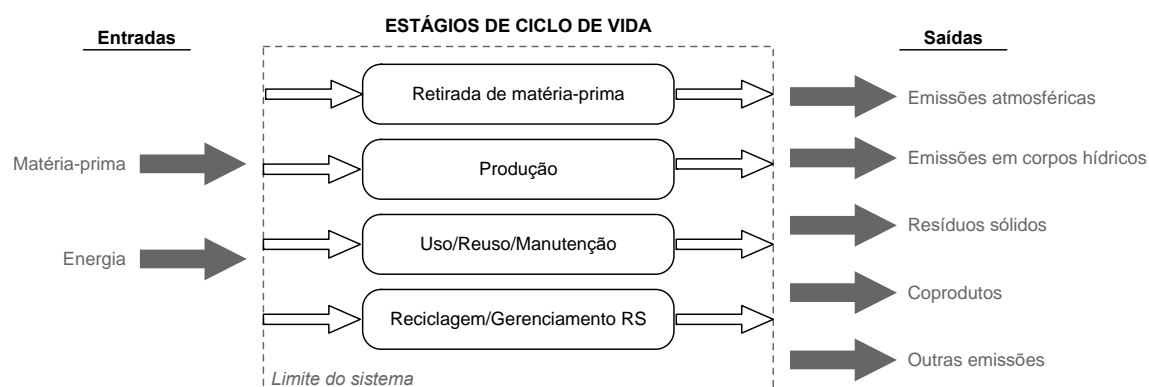 ESTÁGIOS DE CICLO DE VIDA
Entradas
Saídas
Retirada de matéria-prima
Emissões atmosféricas
Matéria-prima
Produção
Emissões em corpos hídricos
Energia
Uso/Reuso/Manutenção
Resíduos sólidos
Coprodutos
Reciclagem/Gerenciamento RS
Outras emissões
Limite do sistema